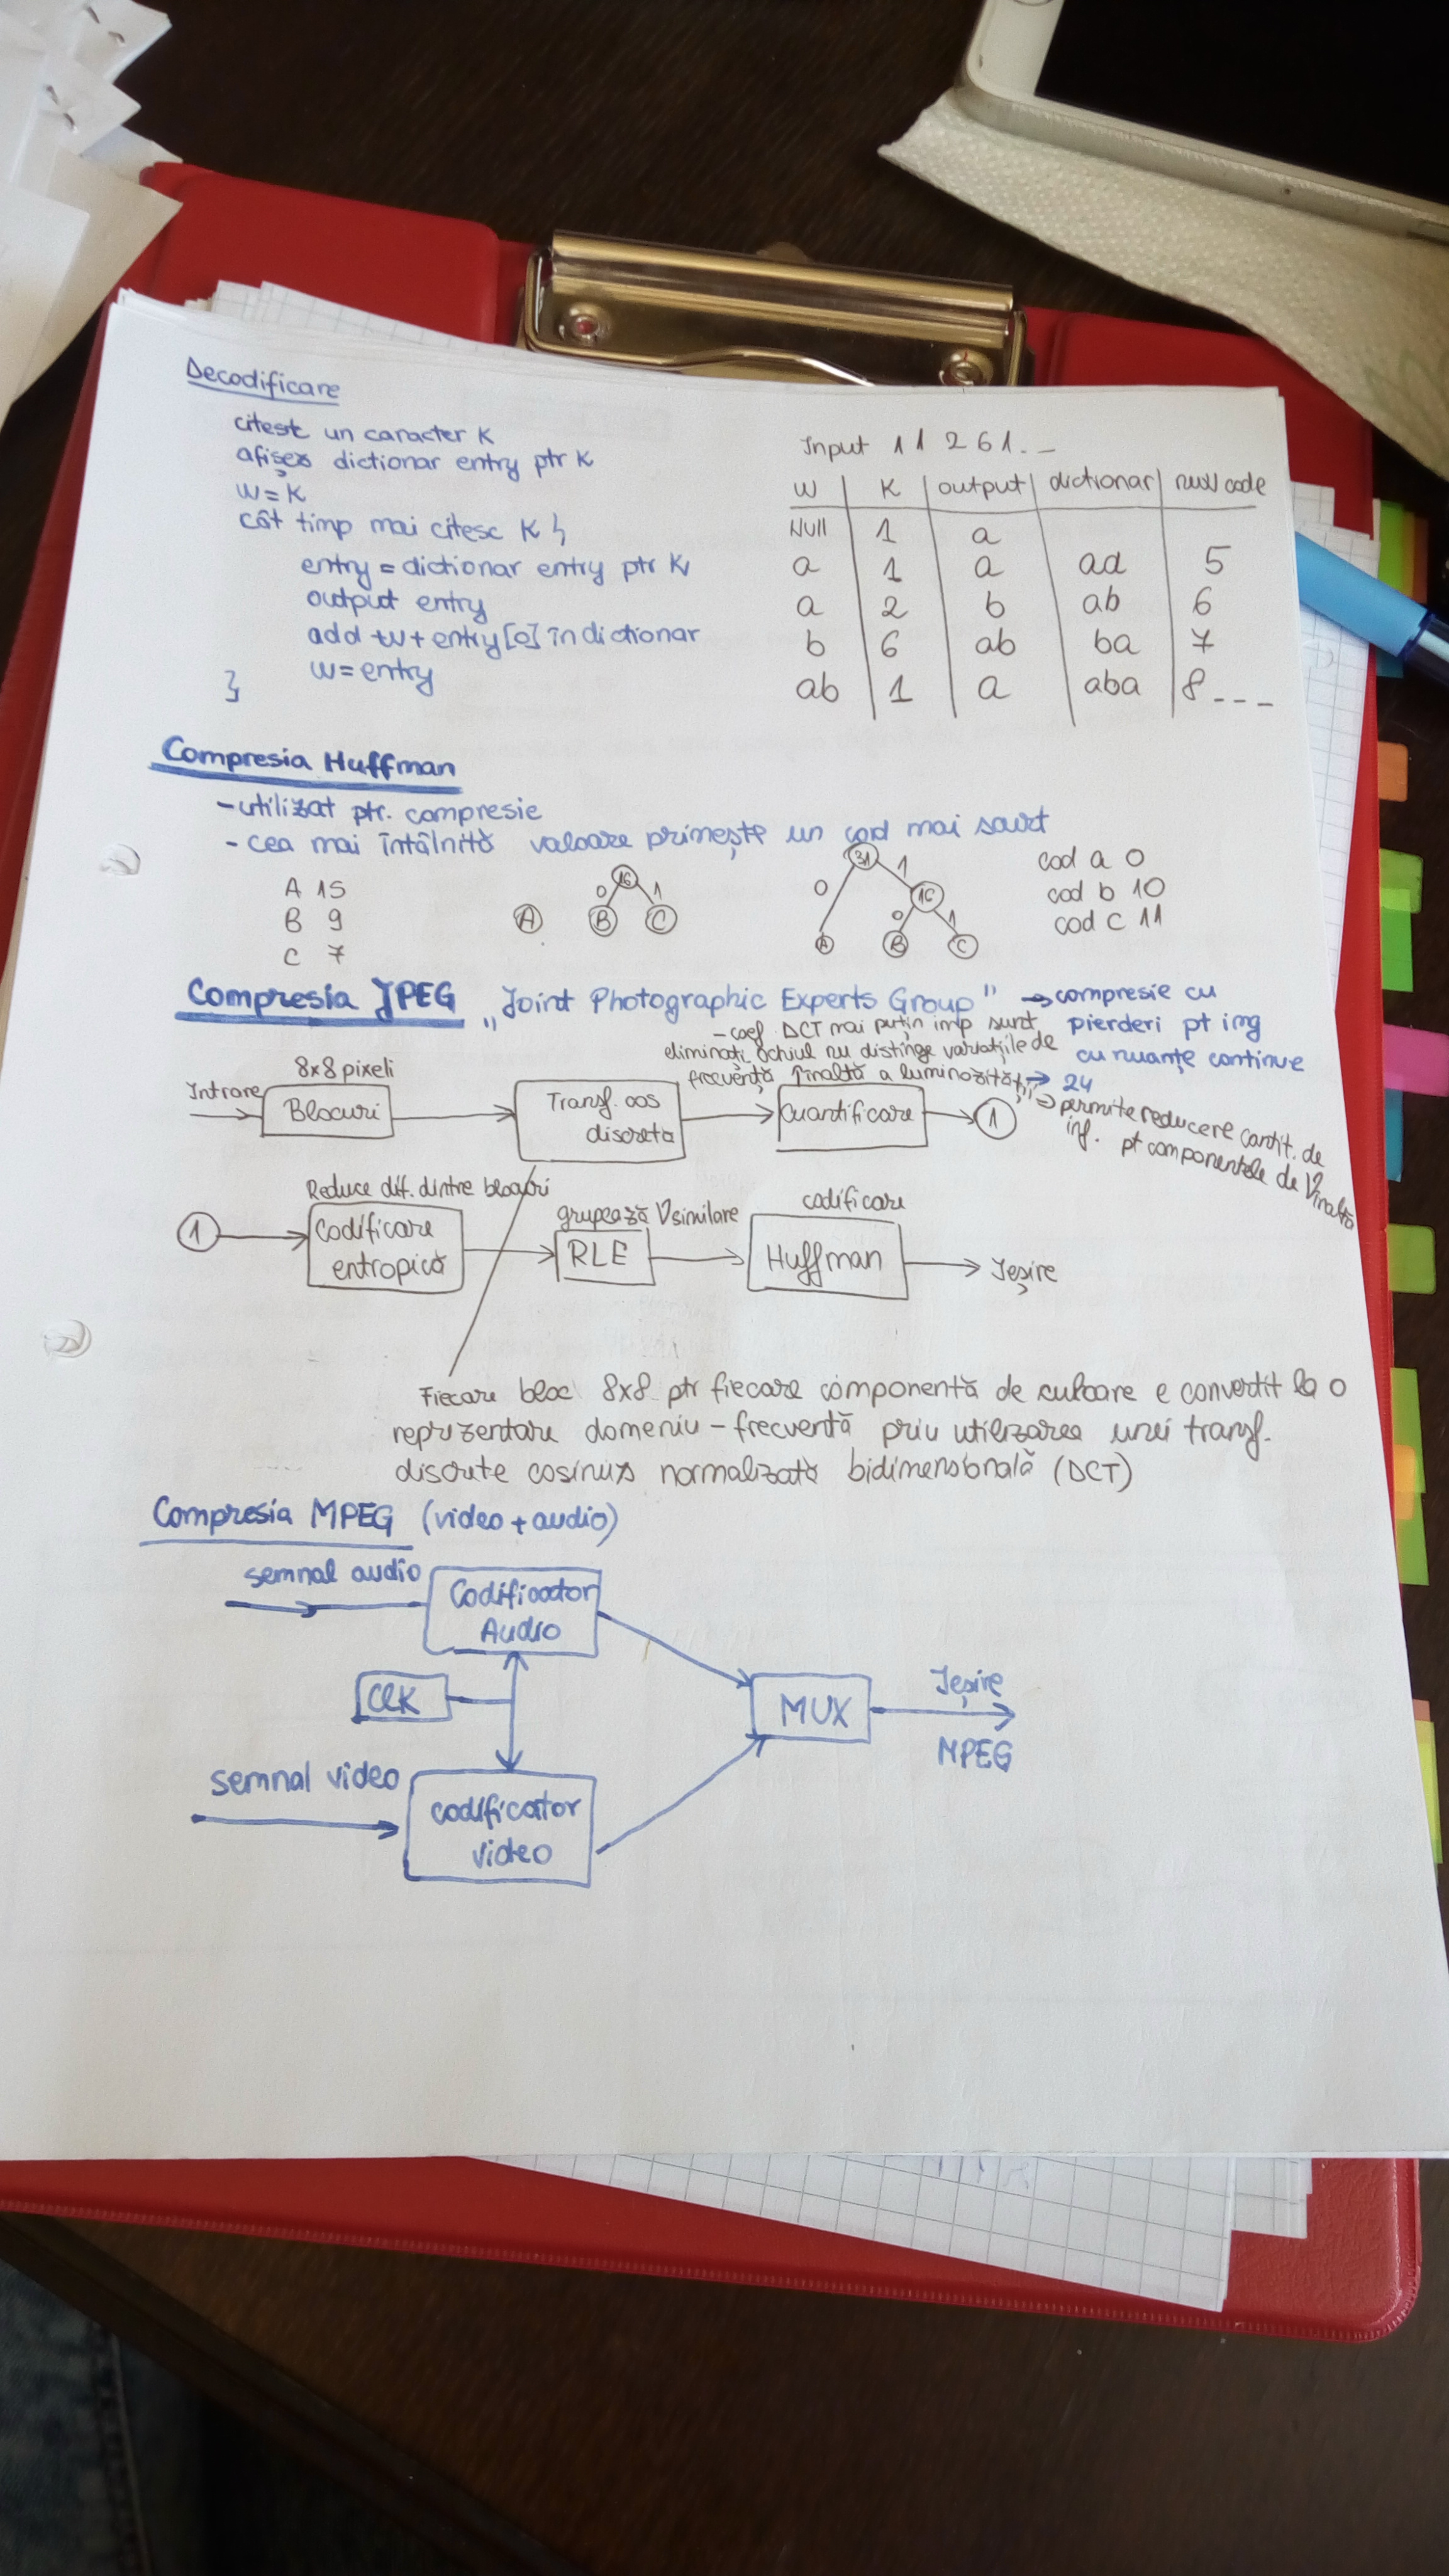 Decodificare
citesc un caracter K
afișez dictionar entry ptr K
w = K
cât timp mai citesc K {
entry = dictionar entry ptr K
output entry
add w + entry[0] în dictionar
w = entry
}
Input 1 1 2 6 1 . _
W K output dictionar next code
NUll 1 a
a 1 a aa 5
a 2 b ab 6
b 6 ab ba 7
ab 1 a aba 8 _ _ _
Compresia Huffman
- utilizat ptr. compresie
- cea mai întâlnită valoare primește un cod mai scurt
A 15
B 9
C 7
A 16 0 1 B C
31 0 1 A 16 0 1 B C
cod a 0
cod b 10
cod c 11
Compresia JPEG „Joint Photographic Experts Group" → compresie cu
pierderi pt img
cu nuanțe continue
→ 24
- coef DCT mai puțin imp sunt
eliminați, ochiul nu distinge variațiile de
frecvență înaltă a luminozității
→ permite reducere cantit. de
inf. pt componentele de V înaltă
8x8 pixeli
Intrare Blocuri Transf. cos
discreta Cuantificare 1
Reduce dif. dintre blocuri grupează V similare codificare
1 Codificare
entropică RLE Huffman Ieșire
Fiecare bloc 8x8 ptr fiecare componentă de culoare e convertit la o
reprezentare domeniu - frecventă prin utilizarea unei transf.
discrete cosinus normalizată bidimensională (DCT)
Compresia MPEG (video + audio)
semnal audio Codificator
Audio
CLK
MUX Ieșire
MPEG
semnal video codificator
video